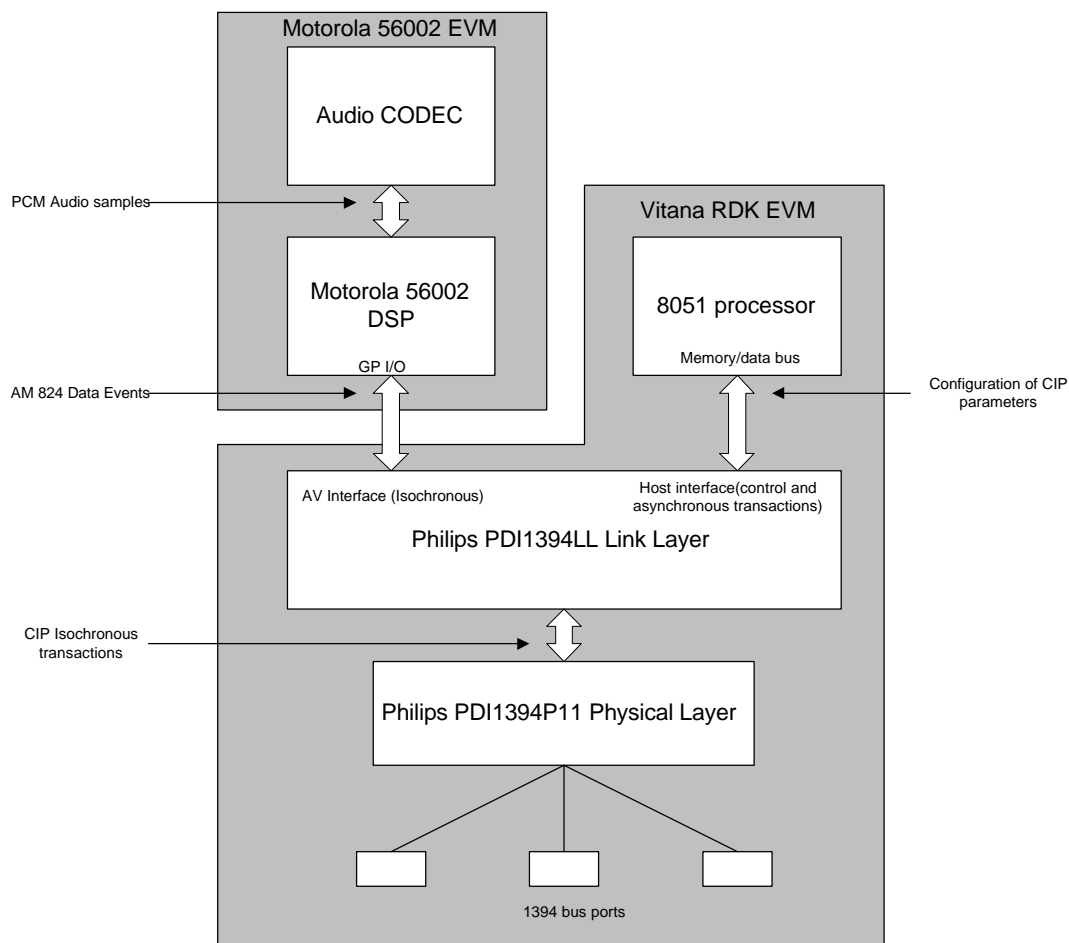 Motorola 56002 EVM
Audio CODEC
PCM Audio samples
Vitana RDK EVM
Motorola 56002
DSP
GP I/O
8051 processor
Memory/data bus
AM 824 Data Events
Configuration of CIP
parameters
AV Interface (Isochronous)
Host interface(control and
asynchronous transactions)
Philips PDI1394LL Link Layer
CIP Isochronous
transactions
Philips PDI1394P11 Physical Layer
1394 bus ports